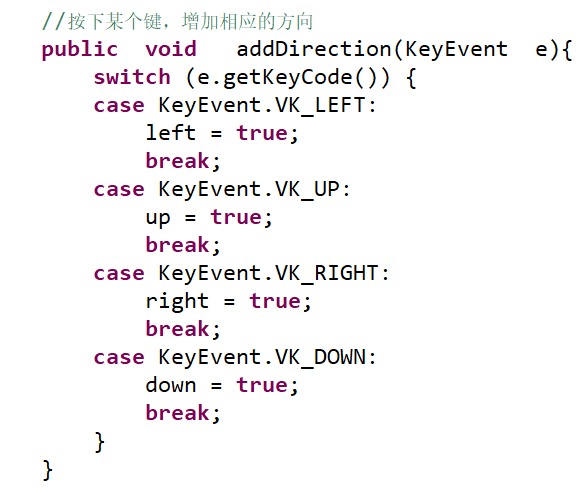 //按下某个键，增加相应的方向
public  void   addDirection(KeyEvent  e){
    switch (e.getKeyCode()) {
    case KeyEvent.VK_LEFT:
        left = true;
        break;
    case KeyEvent.VK_UP:
        up = true;
        break;
    case KeyEvent.VK_RIGHT:
        right = true;
        break;
    case KeyEvent.VK_DOWN:
        down = true;
        break;
    }
}